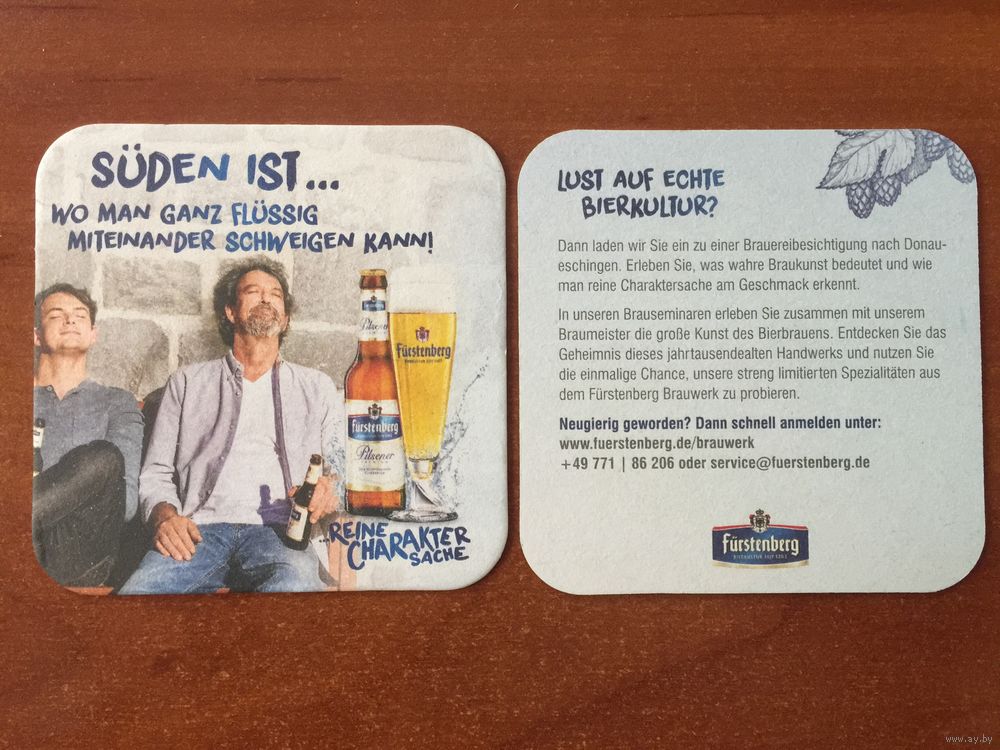 SÜDEN IST...
WO MAN GANZ FLÜSSIG
MITEINANDER SCHWEIGEN KANN!
Pilsener
Fürstenberg
Fürstenberg
Pilsener
...REINE
CHARAKTER
SACHE
LUST AUF ECHTE
BIERKULTUR?
Dann laden wir Sie ein zu einer Brauereibesichtigung nach Donau-
eschingen. Erleben Sie, was wahre Braukunst bedeutet und wie
man reine Charaktersache am Geschmack erkennt.
In unseren Brauseminaren erleben Sie zusammen mit unserem
Braumeister die große Kunst des Bierbrauens. Entdecken Sie das
Geheimnis dieses jahrtausendealten Handwerks und nutzen Sie
die einmalige Chance, unsere streng limitierten Spezialitäten aus
dem Fürstenberg Brauwerk zu probieren.
Neugierig geworden? Dann schnell anmelden unter:
www.fuerstenberg.de/brauwerk
+49 771 | 86 206 oder service@fuerstenberg.de
Fürstenberg
BIERKULTUR SEIT 1283
www.ay.by